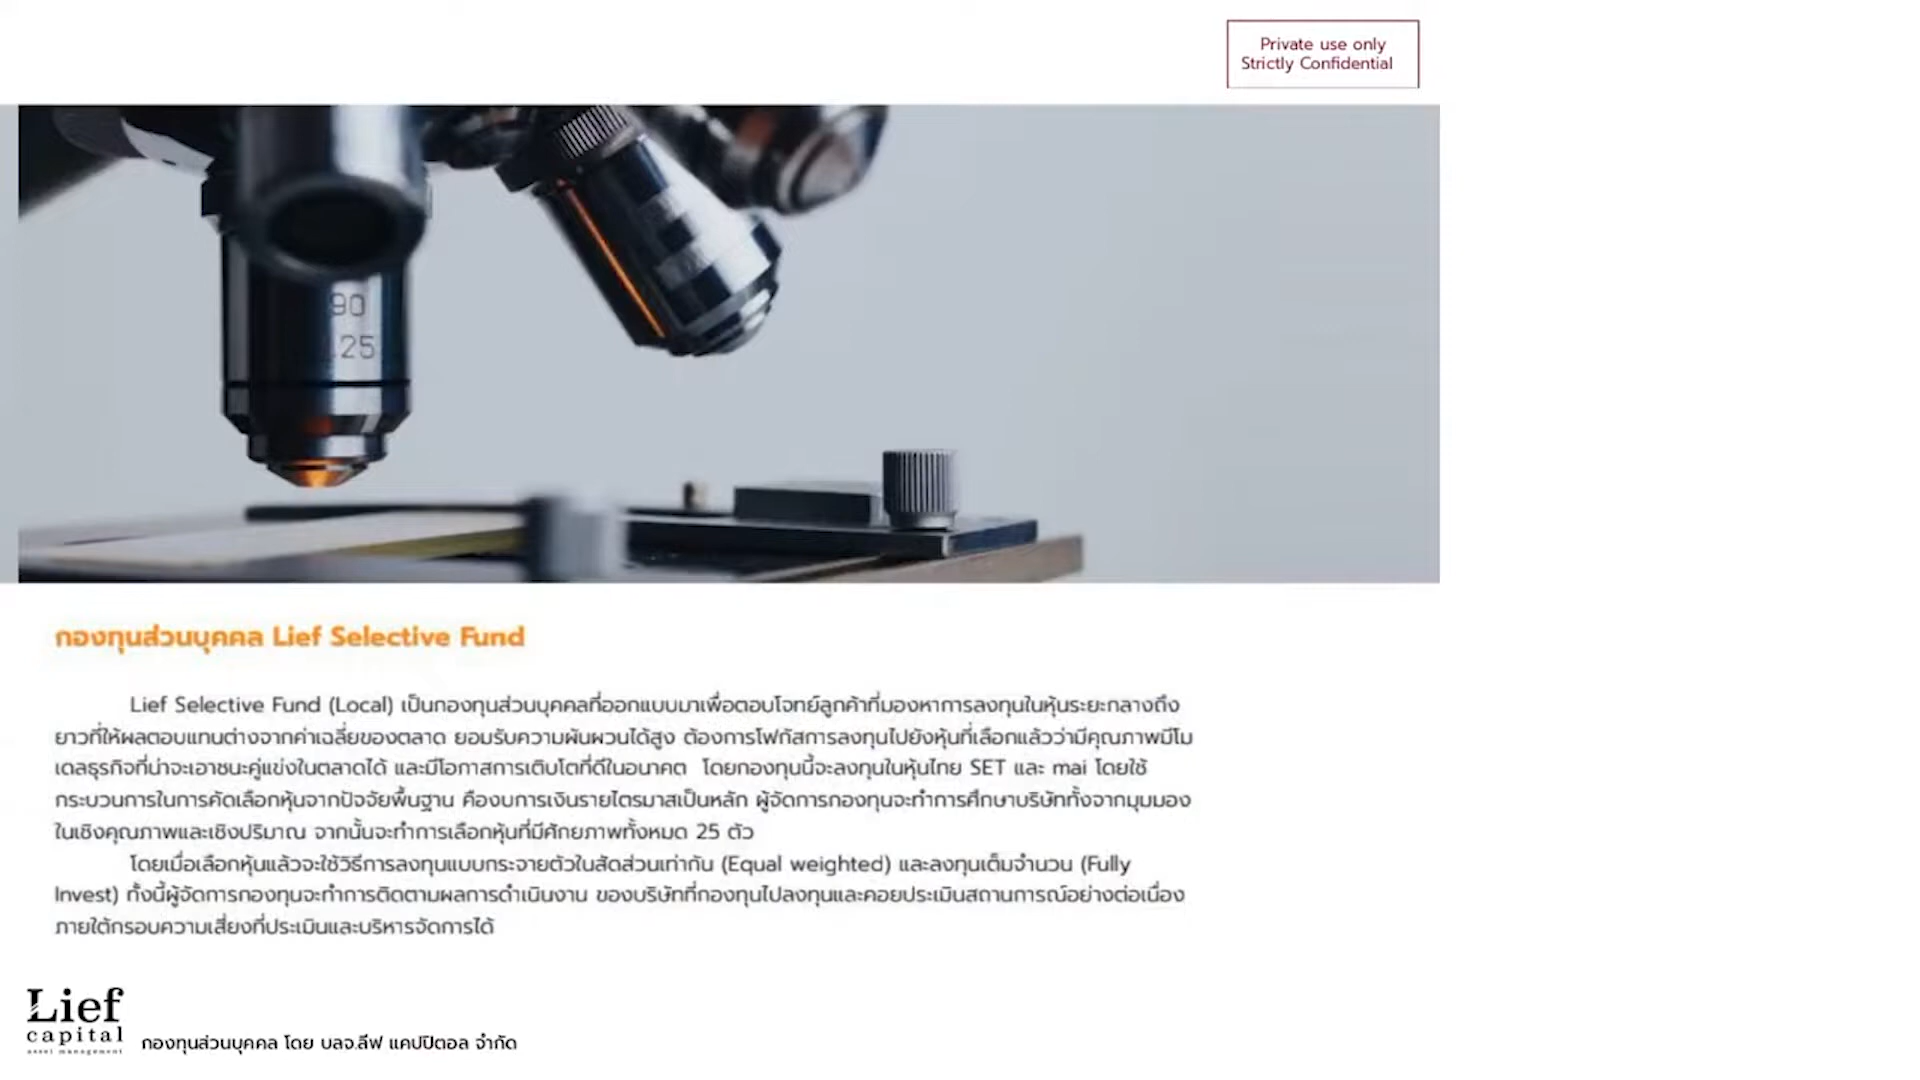 Private use only
Strictly Confidential
90
.25
กองทุนส่วนบุคคล Lief Selective Fund
Lief Selective Fund (Local) เป็นกองทุนส่วนบุคคลที่ออกแบบมาเพื่อตอบโจทย์ลูกค้าที่มองหาการลงทุนในหุ้นระยะกลางถึง
ยาวที่ให้ผลตอบแทนต่างจากค่าเฉลี่ยของตลาด ยอมรับความผันผวนได้สูง ต้องการโฟกัสการลงทุนไปยังหุ้นที่เลือกแล้วว่ามีคุณภาพมีโม
เดลธุรกิจที่น่าจะเอาชนะคู่แข่งในตลาดได้ และมีโอกาสการเติบโตที่ดีในอนาคต โดยกองทุนนี้จะลงทุนในหุ้นไทย SET และ mai โดยใช้
กระบวนการในการคัดเลือกหุ้นจากปัจจัยพื้นฐาน คืองบการเงินรายไตรมาสเป็นหลัก ผู้จัดการกองทุนจะทำการศึกษาบริษัททั้งจากมุมมอง
ในเชิงคุณภาพและเชิงปริมาณ จากนั้นจะทำการเลือกหุ้นที่มีศักยภาพทั้งหมด 25 ตัว
โดยเมื่อเลือกหุ้นแล้วจะใช้วิธีการลงทุนแบบกระจายตัวในสัดส่วนเท่ากัน (Equal weighted) และลงทุนเต็มจำนวน (Fully
Invest) ทั้งนี้ผู้จัดการกองทุนจะทำการติดตามผลการดำเนินงาน ของบริษัทที่กองทุนไปลงทุนและคอยประเมินสถานการณ์อย่างต่อเนื่อง
ภายใต้กรอบความเสี่ยงที่ประเมินและบริหารจัดการได้
Lief
capital
asset management
กองทุนส่วนบุคคล โดย บลจ.ลีฟ แคปปิตอล จำกัด